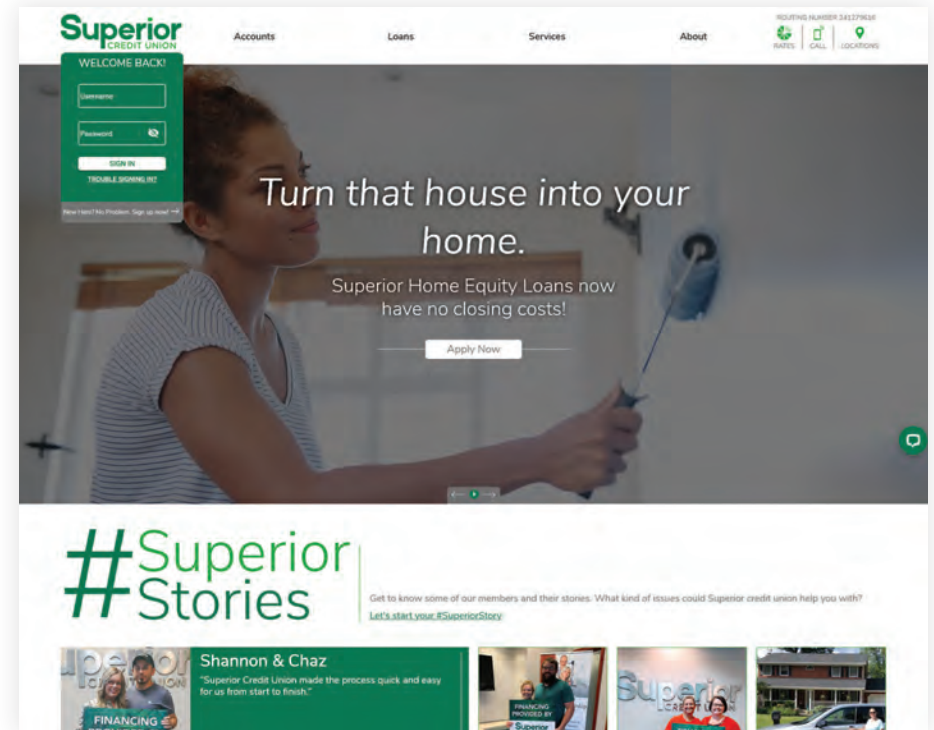 Superior
CREDIT UNION
Accounts
Loans
Services
About
ROUTING NUMBER 241279616
RATES
CALL
LOCATIONS
WELCOME BACK!
Username
Password
SIGN IN
TROUBLE SIGNING IN?
New Here? No Problem. Sign up now!
Turn that house into your
home.
Superior Home Equity Loans now
have no closing costs!
Apply Now
#Superior
Stories
Get to know some of our members and their stories. What kind of issues could Superior credit union help you with?
Let's start your #SuperiorStory
Shannon & Chaz
"Superior Credit Union made the process quick and easy
for us from start to finish."
FINANCING
FINANCING
PROVIDED BY
Superior
Superior
CREDIT UNION